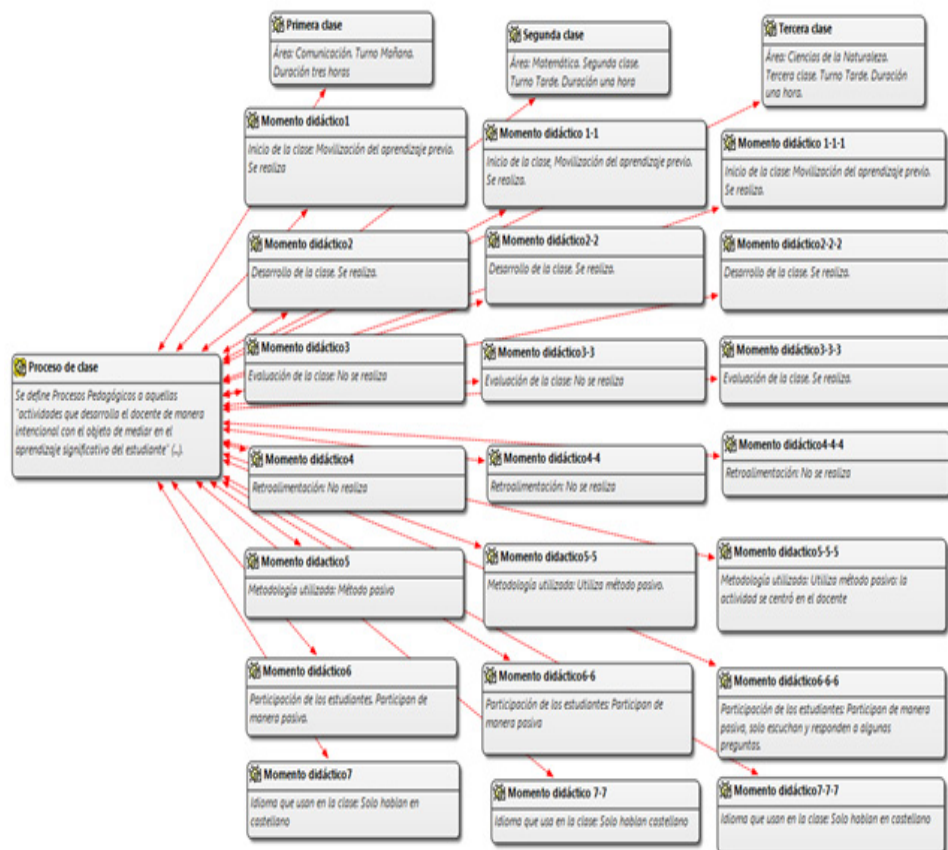 Primera clase
Área: Comunicación. Turno Mañana.
Duración tres horas
Segunda clase
Área: Matemática. Segunda clase.
Turno Tarde. Duración una hora
Tercera clase
Área: Ciencias de la Naturaleza.
Tercera clase. Turno Tarde. Duración
una hora.
Momento didáctico1
Inicio de la clase: Movilización del aprendizaje previo.
Se realiza
Momento didáctico 1-1
Inicio de la clase, Movilización del aprendizaje previo.
Se realiza.
Momento didáctico 1-1-1
Inicio de la clase: Movilización del aprendizaje previo.
Se realiza.
Momento didáctico2
Desarrollo de la clase. Se realiza.
Momento didáctico2-2
Desarrollo de la clase. Se realiza.
Momento didáctico2-2-2
Desarrollo de la clase. Se realiza.
Proceso de clase
Se define Procesos Pedagógicos a aquellas
"actividades que desarrolla el docente de manera
intencional con el objeto de mediar en el
aprendizaje significativo del estudiante" (...).
Momento didáctico3
Evaluación de la clase: No se realiza
Momento didáctico3-3
Evaluación de la clase: No se realiza
Momento didáctico3-3-3
Evaluación de la clase. Se realiza.
Momento didáctico4
Retroalimentación: No realiza
Momento didáctico4-4
Retroalimentación: No se realiza
Momento didáctico4-4-4
Retroalimentación: No se realiza
Momento didactico5
Metodología utilizada: Método pasivo
Momento didáctico5-5
Metodología utilizada: Utiliza método pasivo.
Momento didactico5-5-5
Metodología utilizada: Utiliza método pasivo: la
actividad se centró en el docente
Momento didáctico6
Participación de los estudiantes. Participan de
manera pasiva.
Momento didáctico6-6
Participación de los estudiantes: Participan de
manera pasiva
Momento didáctico6-6-6
Participación de los estudiantes: Participan de manera
pasiva, solo escuchan y responden a algunas
preguntas.
Momento didáctico7
Idioma que usan en la clase: Solo hablan en
castellano
Momento didáctico 7-7
Idioma que usa en la clase: Solo hablan castellano
Momento didáctico7-7-7
Idioma que usan en la clase: Solo hablan en castellano